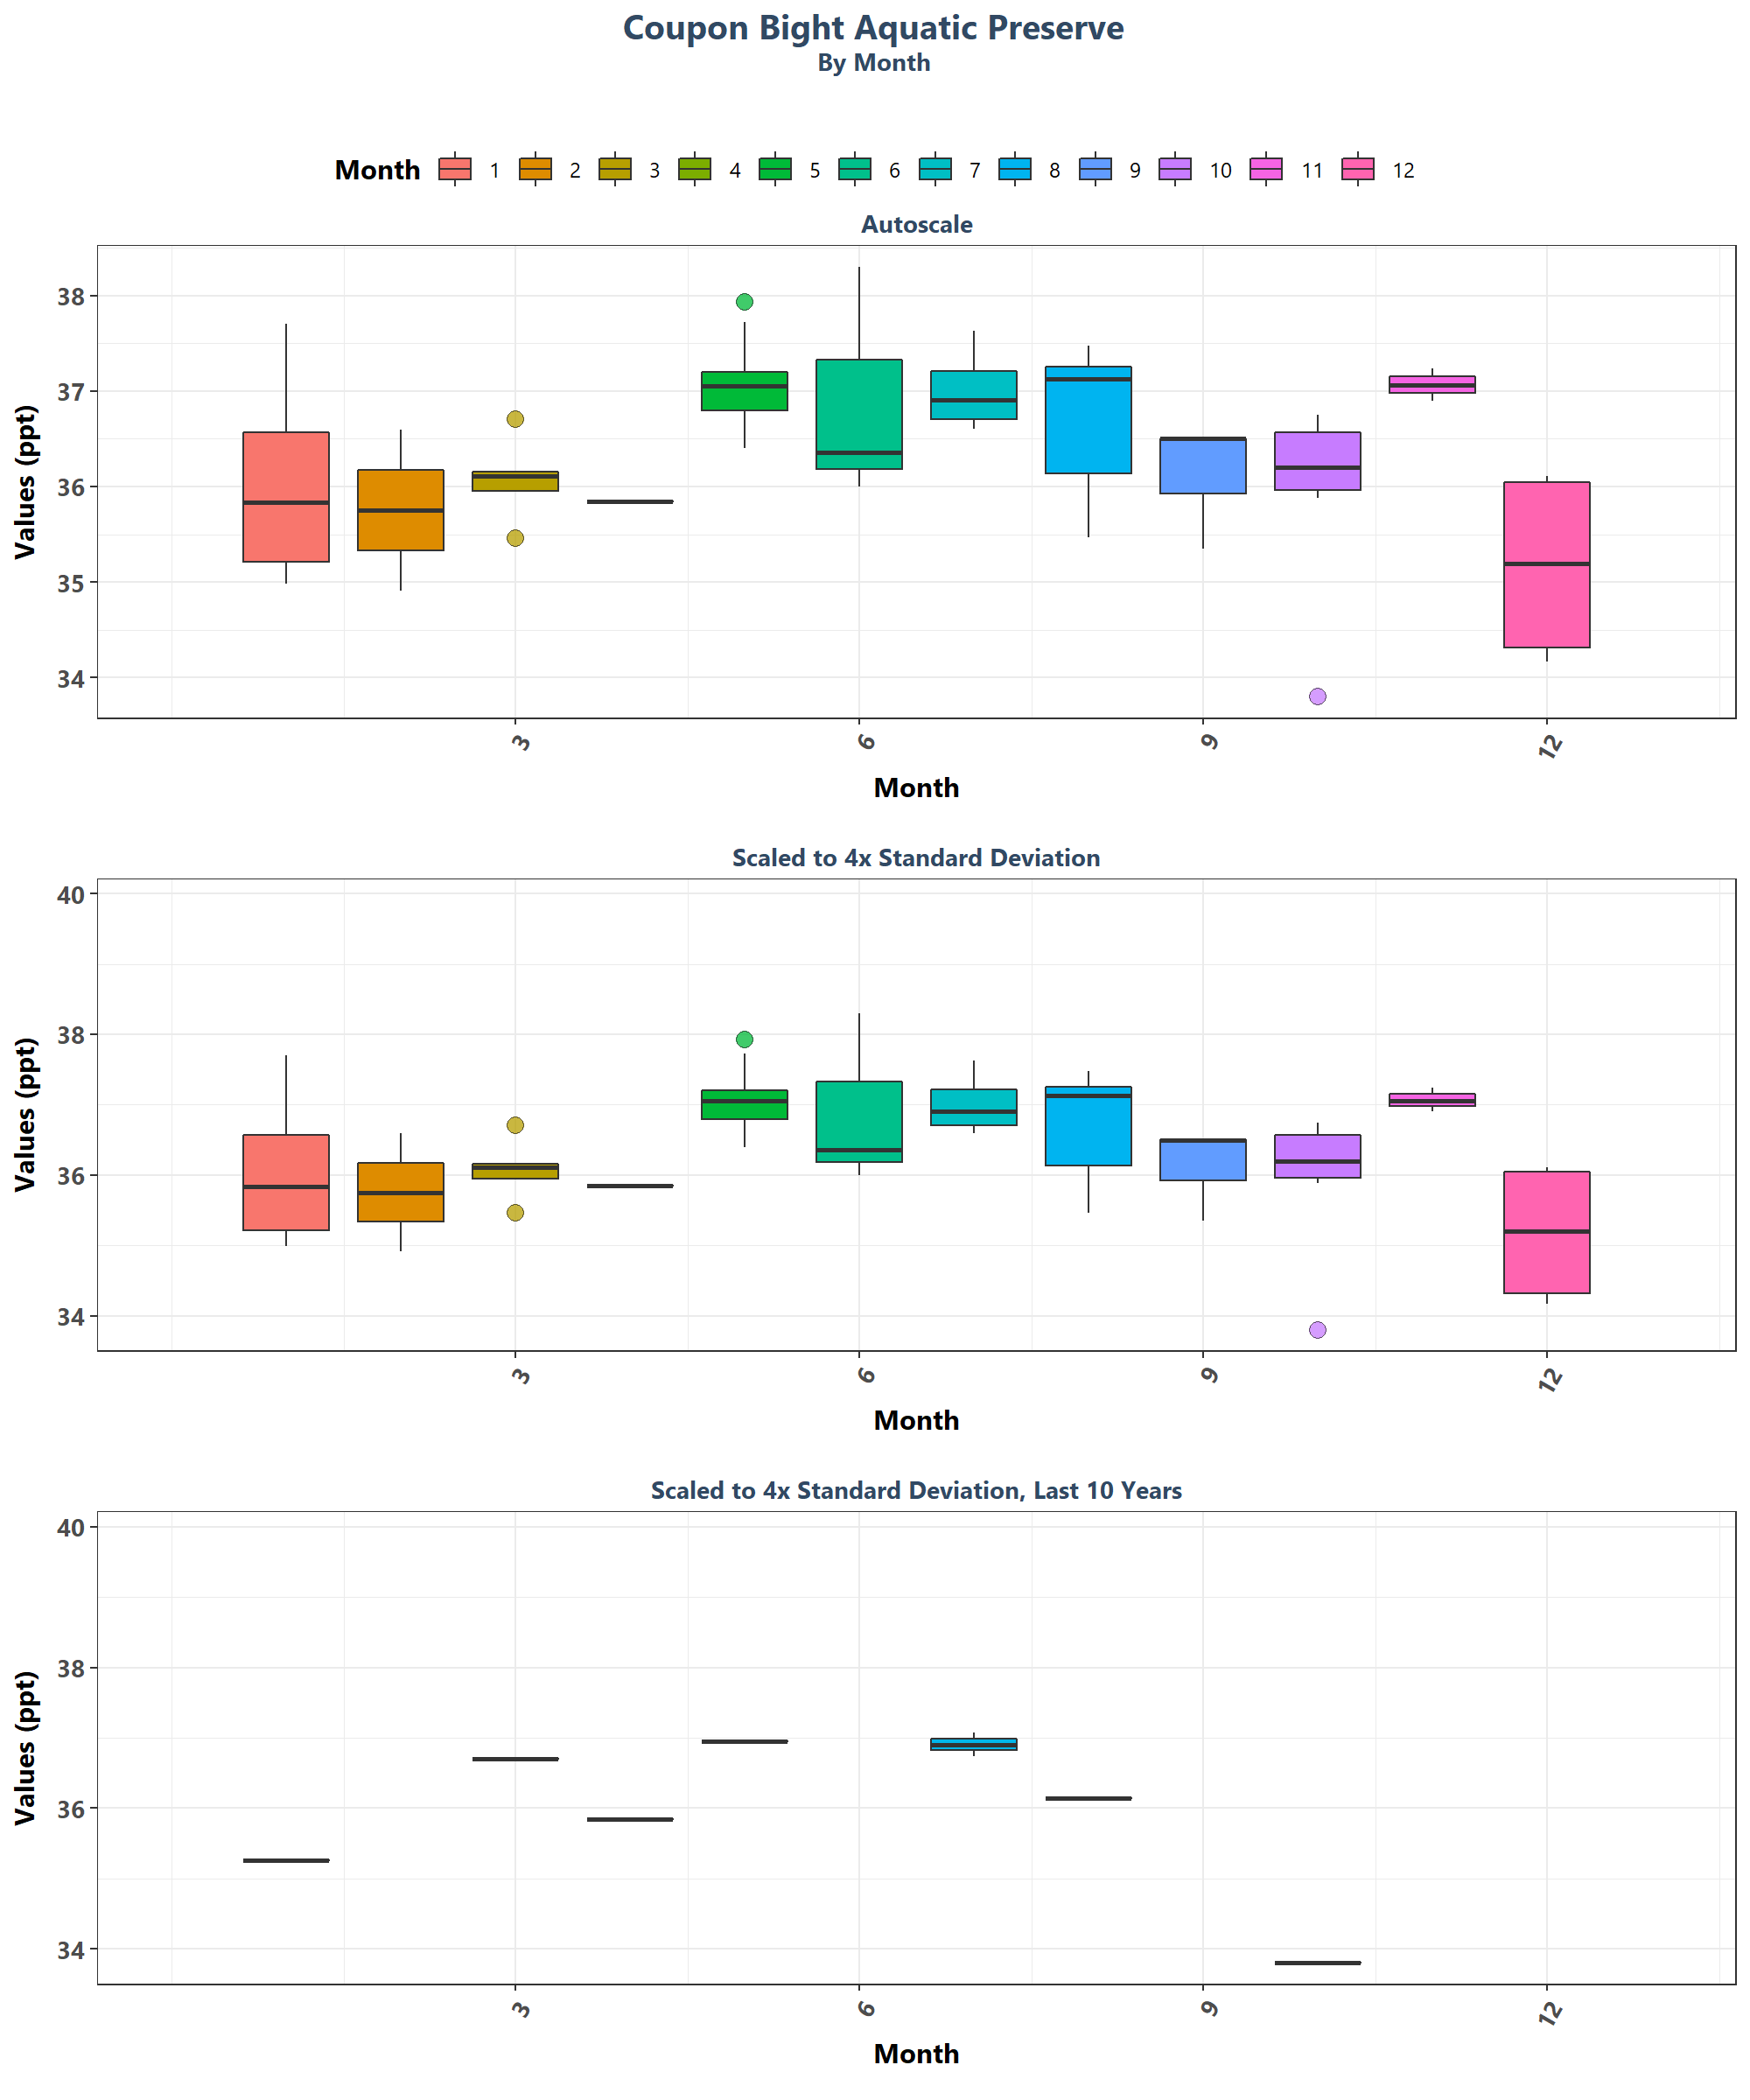 Coupon Bight Aquatic Preserve
By Month
Month 1 2 3 4 5 6 7 8 9 10 11 12
Autoscale
Values (ppt)
38
37
36
35
34
3 6 9 12
Month
Scaled to 4x Standard Deviation
Values (ppt)
40
38
36
34
3 6 9 12
Month
Scaled to 4x Standard Deviation, Last 10 Years
Values (ppt)
40
38
36
34
3 6 9 12
Month